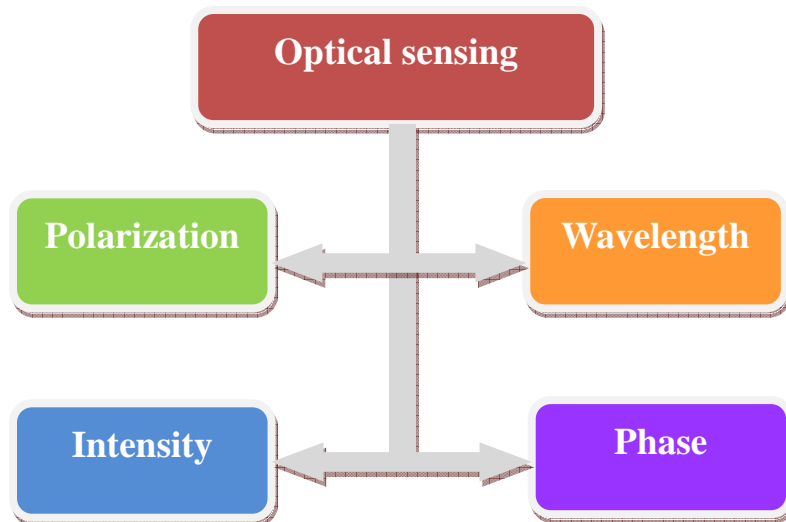 Optical sensing
Polarization
Wavelength
Intensity
Phase